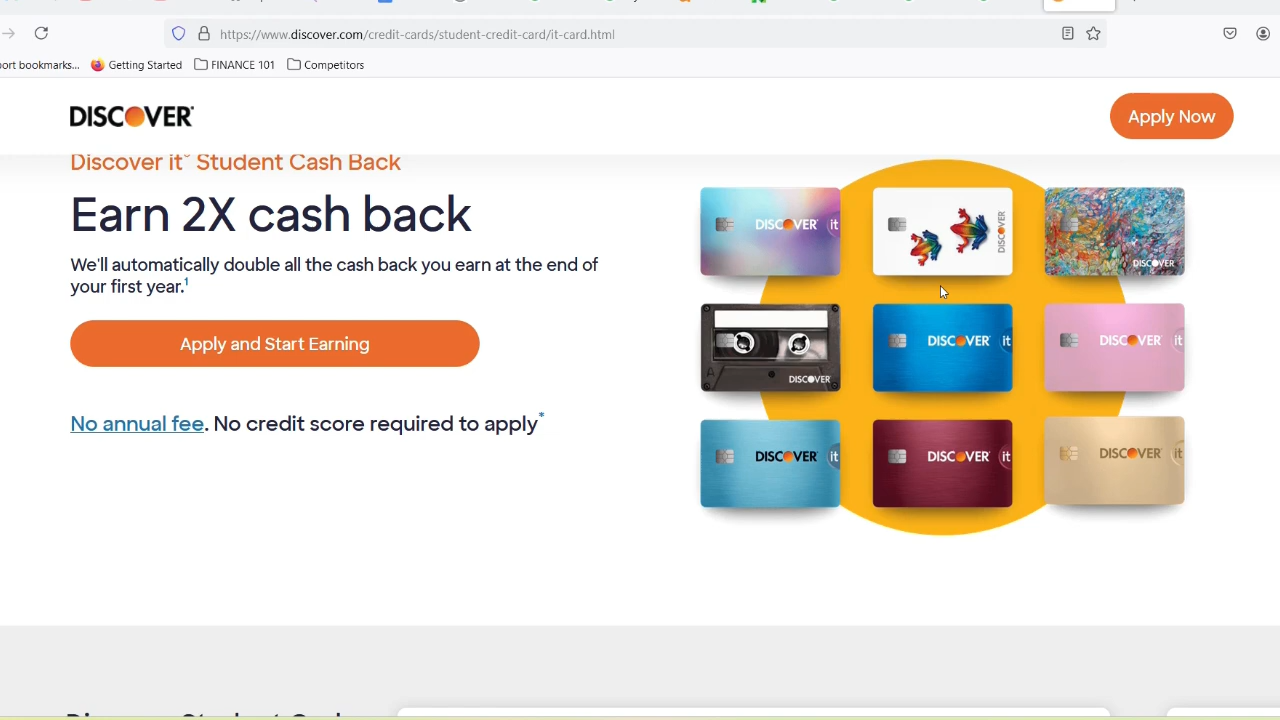 https://www.discover.com/credit-cards/student-credit-card/it-card.html
port bookmarks...
Getting Started
FINANCE 101
Competitors
DISCOVER
Apply Now
Discover it® Student Cash Back
Earn 2X cash back
We'll automatically double all the cash back you earn at the end of
your first year.1
Apply and Start Earning
No annual fee. No credit score required to apply*
DISCOVER it
DISCOVER
DISCOVER
A
DISCOVER
DISCOVER it
DISCOVER it
DISCOVER it
DISCOVER it
DISCOVER it